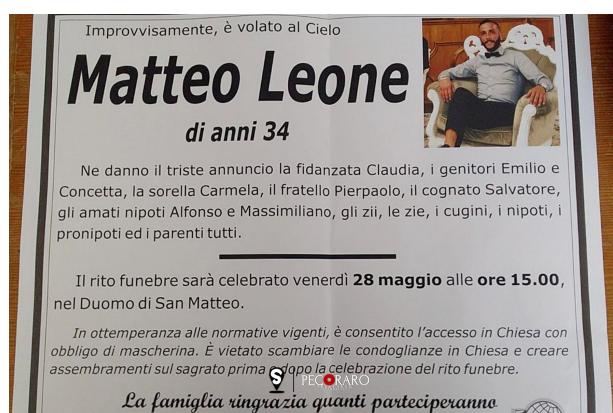 Improvvisamente, è volato al Cielo
Matteo Leone
di anni 34
Ne danno il triste annuncio la fidanzata Claudia, i genitori Emilio e
Concetta, la sorella Carmela, il fratello Pierpaolo, il cognato Salvatore,
gli amati nipoti Alfonso e Massimiliano, gli zii, le zie, i cugini, i nipoti, i
pronipoti ed i parenti tutti.
Il rito funebre sarà celebrato venerdì 28 maggio alle ore 15.00,
nel Duomo di San Matteo.
In ottemperanza alle normative vigenti, è consentito l'accesso in Chiesa con
obbligo di mascherina. È vietato scambiare le condoglianze in Chiesa e creare
assembramenti sul sagrato prima e dopo la celebrazione del rito funebre.
S PECORARO
La famiglia ringrazia quanti parteciperanno